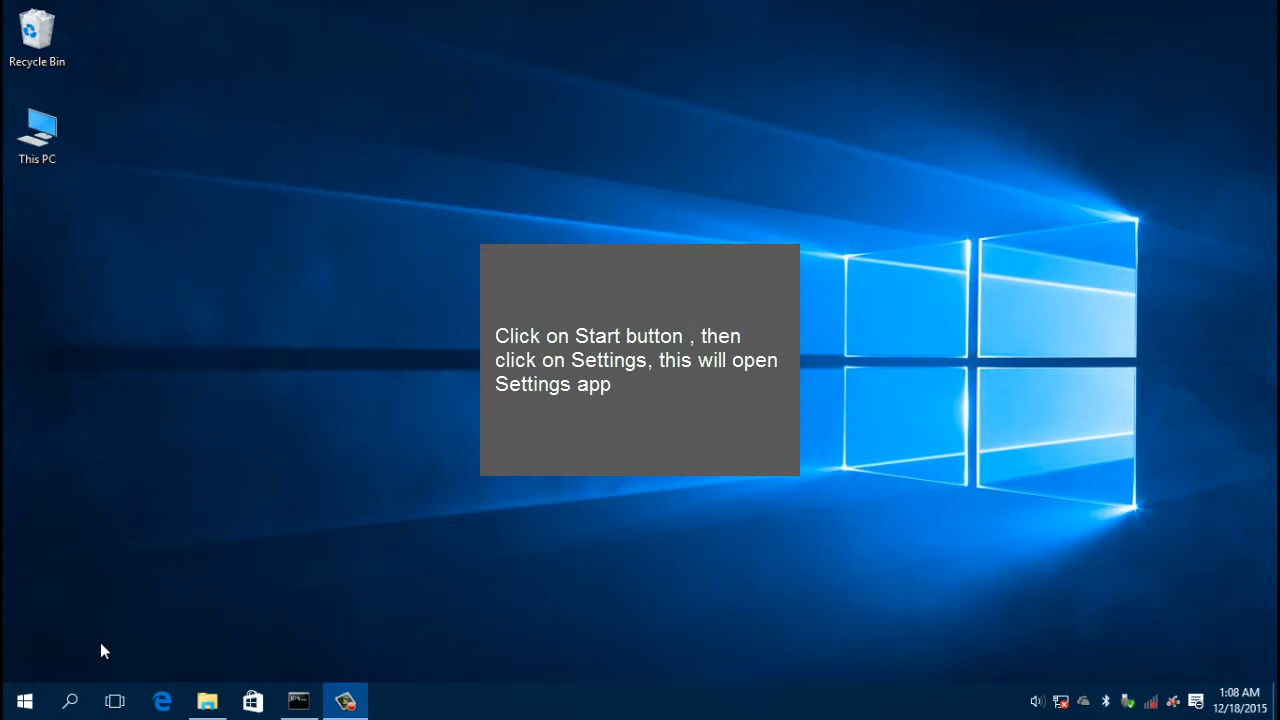 Recycle Bin
This PC
Click on Start button , then
click on Settings, this will open
Settings app
1:08 AM
12/18/2015